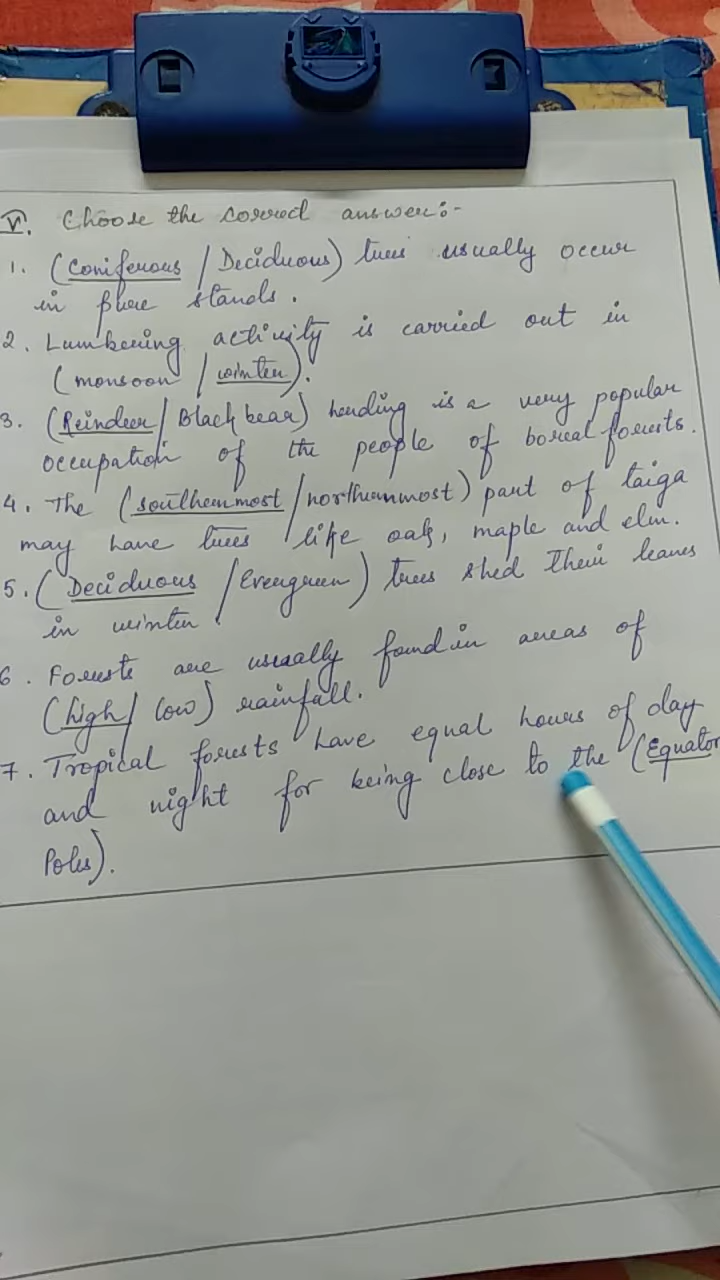 V. Choose the correct answer:-
1. (Coniferous / Deciduous) trees usually occur
in pure stands.
2. Lumbering activity is carried out in
(monsoon / winter).
3. (Reindeer / Black bear) herding is a very popular
occupation of the people of boreal forests.
4. The (southernmost / northernmost) part of taiga
may have trees like oak, maple and elm.
5. (Deciduous / Evergreen) trees shed their leaves
in winter.
6. Forests are usually found in areas of
(high / low) rainfall.
7. Tropical forests have equal hours of day
and night for being close to the (Equator
Poles).